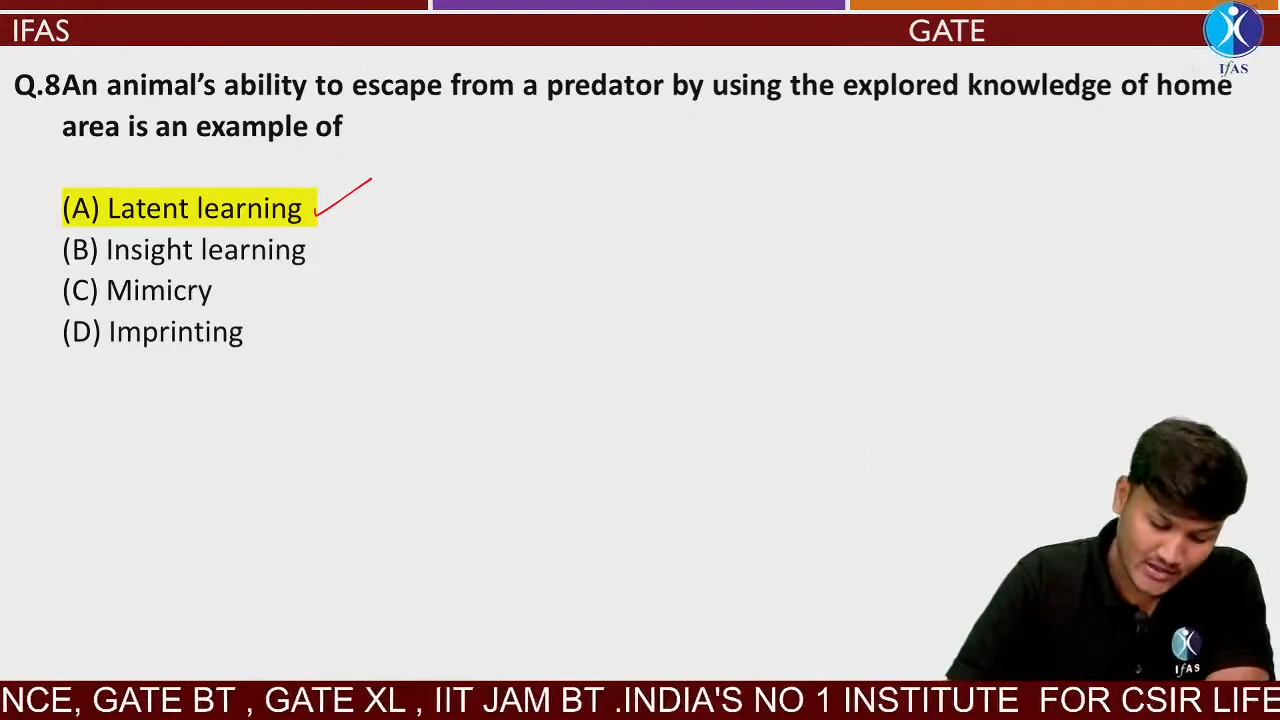 IFAS
GATE
IfAS
Q.8An animal’s ability to escape from a predator by using the explored knowledge of home
area is an example of
(A) Latent learning
(B) Insight learning
(C) Mimicry
(D) Imprinting
IfAS
NCE, GATE BT , GATE XL , IIT JAM BT .INDIA'S NO 1 INSTITUTE FOR CSIR LIFE